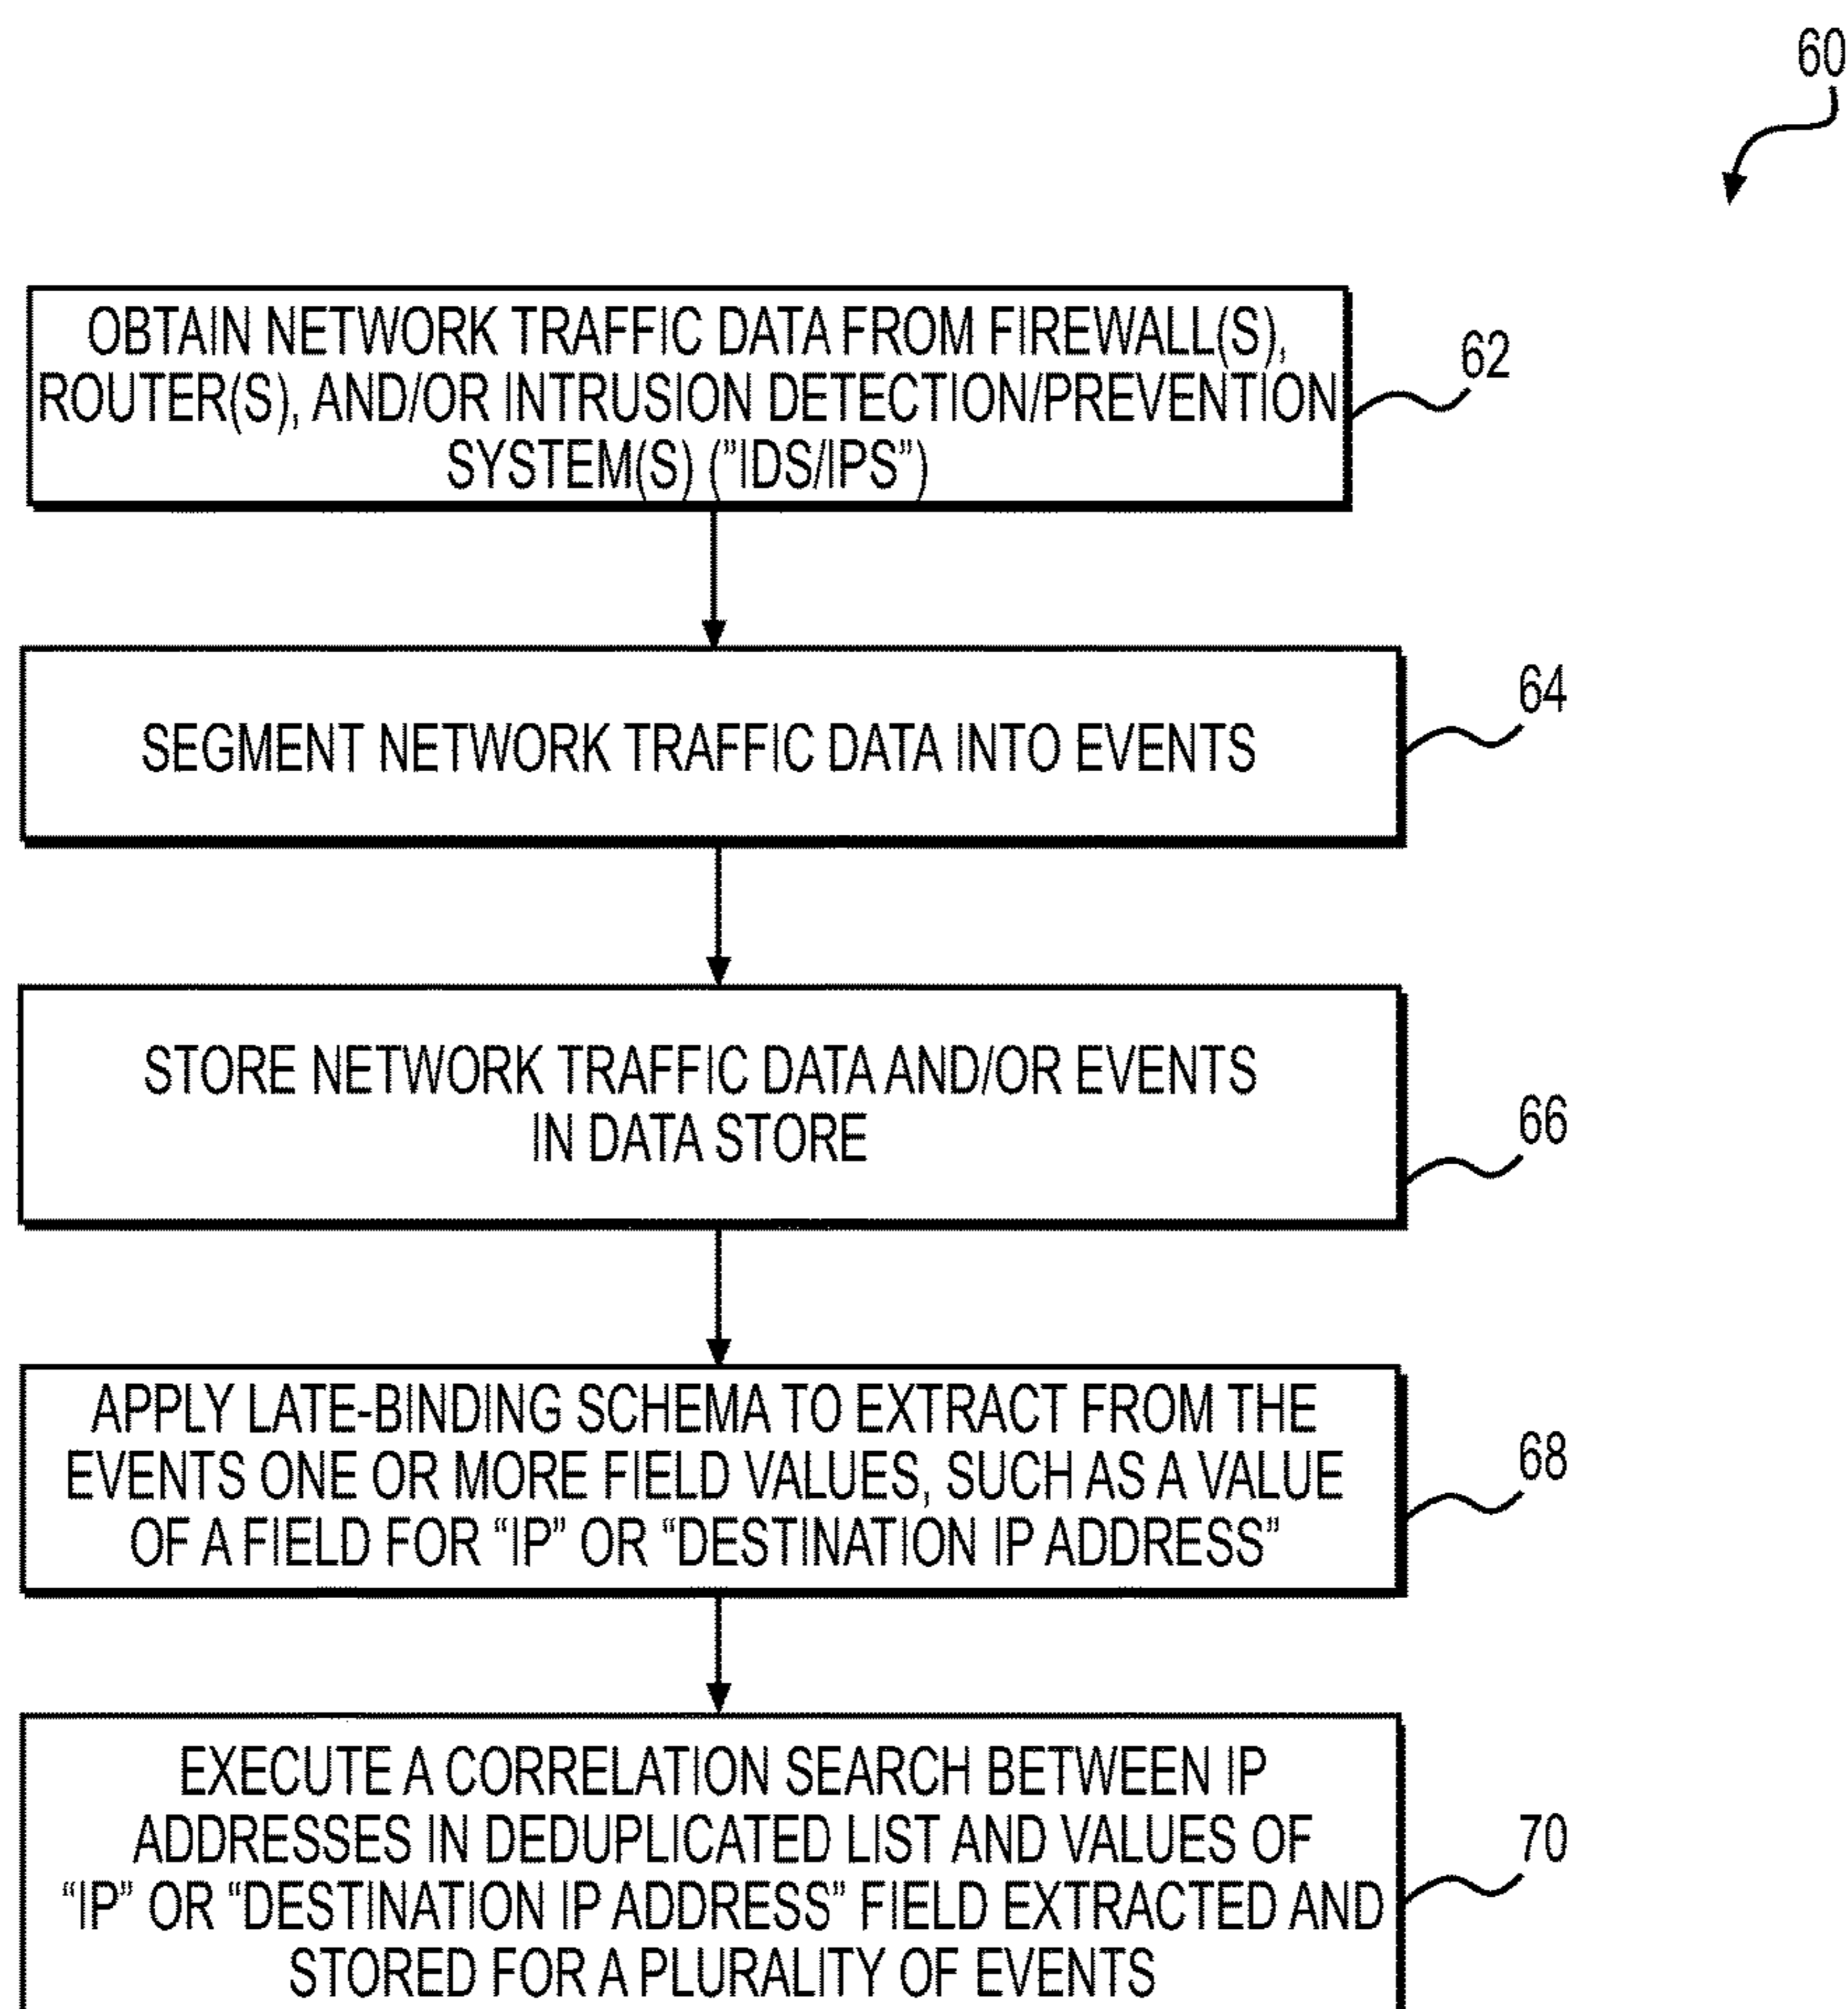 60
OBTAIN NETWORK TRAFFIC DATA FROM FIREWALL(S),
ROUTER(S), AND/OR INTRUSION DETECTION/PREVENTION
SYSTEM(S) (”IDS/IPS”)
62
SEGMENT NETWORK TRAFFIC DATA INTO EVENTS
64
STORE NETWORK TRAFFIC DATA AND/OR EVENTS
IN DATA STORE
66
APPLY LATE-BINDING SCHEMA TO EXTRACT FROM THE
EVENTS ONE OR MORE FIELD VALUES, SUCH AS A VALUE
OF A FIELD FOR “IP” OR “DESTINATION IP ADDRESS”
68
EXECUTE A CORRELATION SEARCH BETWEEN IP
ADDRESSES IN DEDUPLICATED LIST AND VALUES OF
“IP” OR “DESTINATION IP ADDRESS” FIELD EXTRACTED AND
STORED FOR A PLURALITY OF EVENTS
70